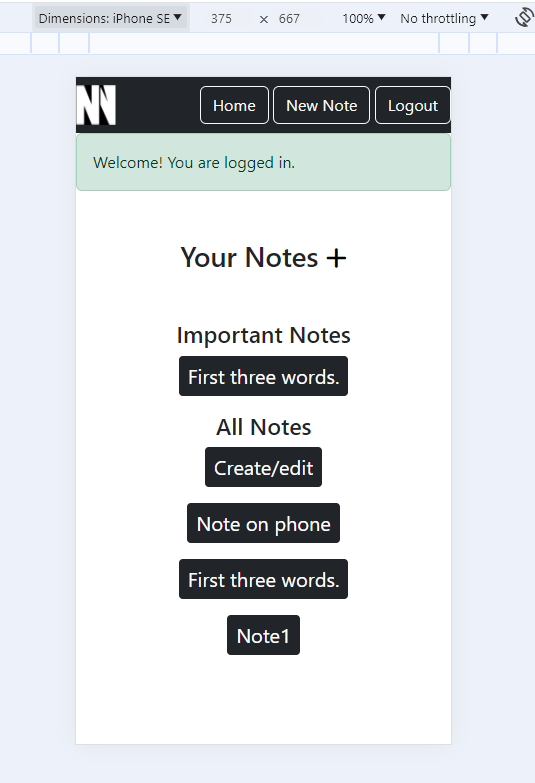 Dimensions: iPhone SE 375 × 667 100% No throttling
NN Home New Note Logout
Welcome! You are logged in.
Your Notes +
Important Notes
First three words.
All Notes
Create/edit
Note on phone
First three words.
Note1